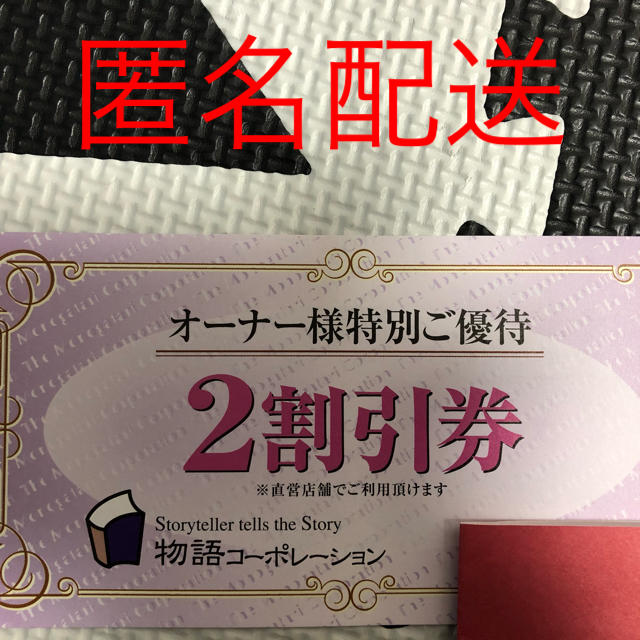 匿名配送
オーナー様特別ご優待
2割引券
※直営店舗でご利用頂けます
Storyteller tells the Story
物語コーポレーション